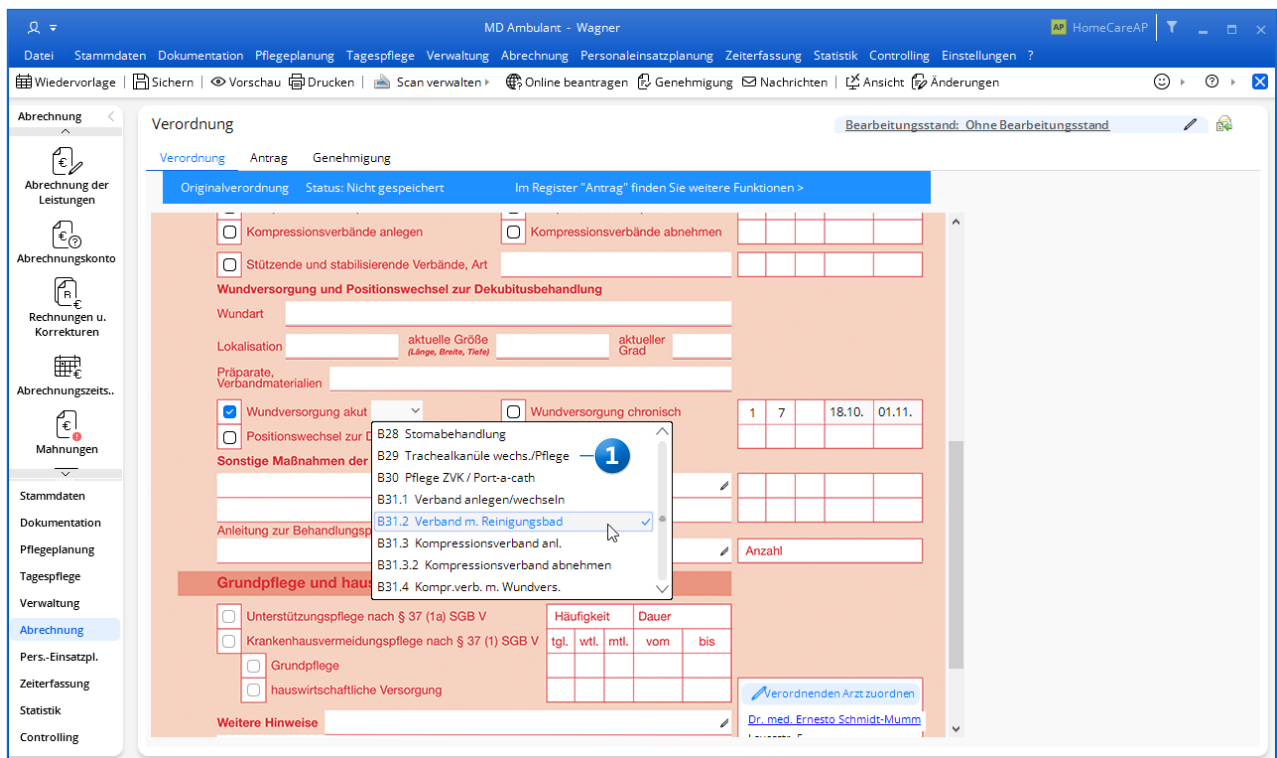 MD Ambulant - Wagner
AP HomeCareAP
Datei Stammdaten Dokumentation Pflegeplanung Tagespflege Verwaltung Abrechnung Personaleinsatzplanung Zeiterfassung Statistik Controlling Einstellungen ?
Wiedervorlage Sichern Vorschau Drucken Scan verwalten Online beantragen Genehmigung Nachrichten Ansicht Änderungen
Abrechnung
Abrechnung der
Leistungen
Abrechnungskonto
Rechnungen u.
Korrekturen
Abrechnungszeits..
Mahnungen
Stammdaten
Dokumentation
Pflegeplanung
Tagespflege
Verwaltung
Abrechnung
Pers.-Einsatzpl.
Zeiterfassung
Statistik
Controlling
Verordnung
Bearbeitungsstand: Ohne Bearbeitungsstand
Verordnung Antrag Genehmigung
Originalverordnung Status: Nicht gespeichert Im Register "Antrag" finden Sie weitere Funktionen >
Kompressionsverbände anlegen Kompressionsverbände abnehmen
Stützende und stabilisierende Verbände, Art
Wundversorgung und Positionswechsel zur Dekubitusbehandlung
Wundart
Lokalisation aktuelle Größe (Länge, Breite, Tiefe) aktueller Grad
Präparate,
Verbandmaterialien
Wundversorgung akut Wundversorgung chronisch 1 7 18.10. 01.11.
Positionswechsel zur D
Sonstige Maßnahmen der
B28 Stomabehandlung
B29 Trachealkanüle wechs./Pflege 1
B30 Pflege ZVK / Port-a-cath
B31.1 Verband anlegen/wechseln
B31.2 Verband m. Reinigungsbad
B31.3 Kompressionsverband anl.
B31.3.2 Kompressionsverband abnehmen
B31.4 Kompr.verb. m. Wundvers.
Anleitung zur Behandlungsp
Anzahl
Grundpflege und haus
Unterstützungspflege nach § 37 (1a) SGB V Häufigkeit Dauer
Krankenhausvermeidungspflege nach § 37 (1) SGB V tgl. wtl. mtl. vom bis
Grundpflege
hauswirtschaftliche Versorgung
Verordnenden Arzt zuordnen
Weitere Hinweise
Dr. med. Ernesto Schmidt-Mumm